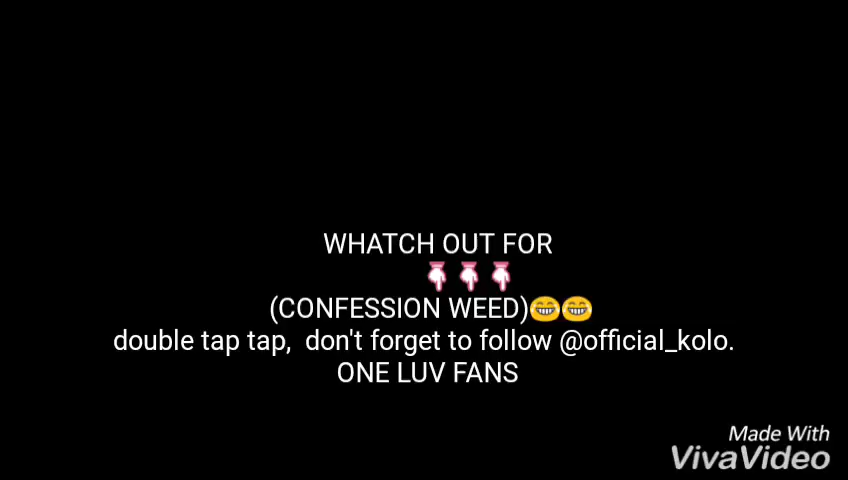 WHATCH OUT FOR
👇👇👇
(CONFESSION WEED)😁😁
double tap tap, don't forget to follow @official_kolo.
ONE LUV FANS
Made With
VivaVideo